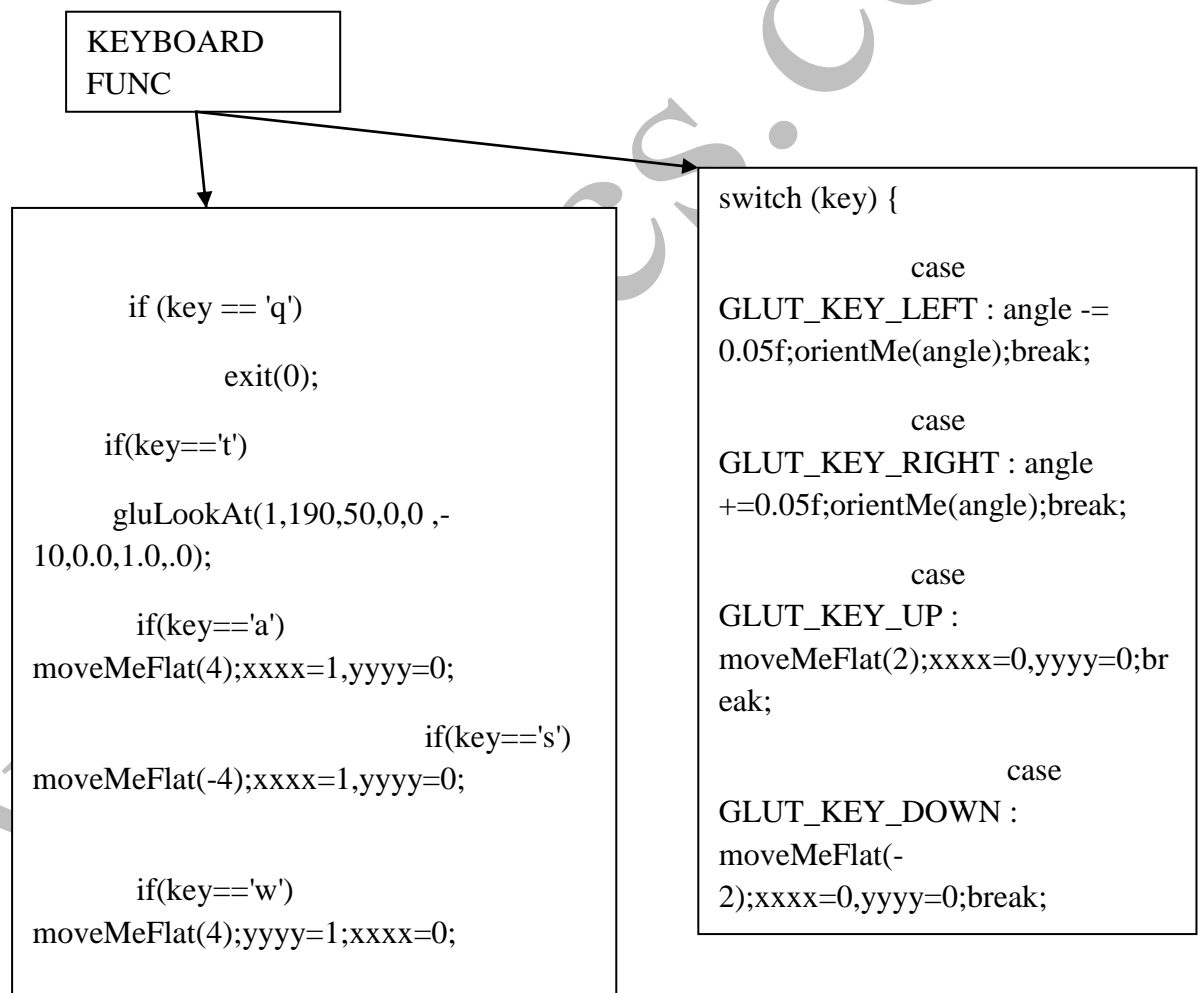 KEYBOARD
FUNC
if (key == 'q')
exit(0);
if(key=='t')
gluLookAt(1,190,50,0,0 ,-
10,0.0,1.0,.0);
if(key=='a')
moveMeFlat(4);xxxx=1,yyyy=0;
if(key=='s')
moveMeFlat(-4);xxxx=1,yyyy=0;
if(key=='w')
moveMeFlat(4);yyyy=1;xxxx=0;
switch (key) {
case
GLUT_KEY_LEFT : angle -=
0.05f;orientMe(angle);break;
case
GLUT_KEY_RIGHT : angle
+=0.05f;orientMe(angle);break;
case
GLUT_KEY_UP :
moveMeFlat(2);xxxx=0,yyyy=0;br
eak;
case
GLUT_KEY_DOWN :
moveMeFlat(-
2);xxxx=0,yyyy=0;break;